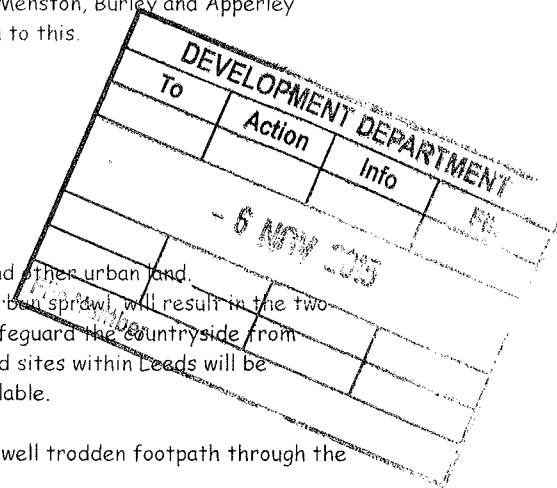 Menston, Burley and Apperley
to this.
DEVELOPMENT DEPARTMENT
To Action Info
- 6 NOV
nd other urban land.
rban sprawl, will result in the two
feguard the countryside from
d sites within Leeds will be
lable.
Number
well trodden footpath through the